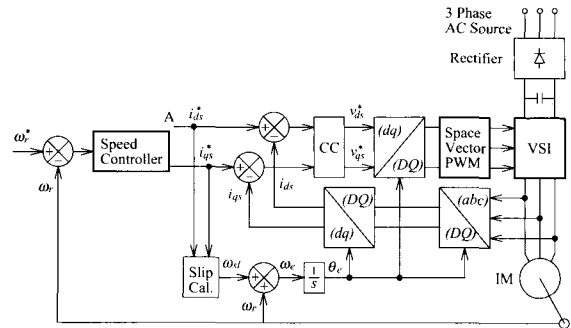 3 Phase
AC Source
Rectifier
A
i*ds
v*ds
(dq)
ω*r
+
−
Speed
Controller
i*qs
+
−
+
−
CC
v*qs
(DQ)
Space
Vector
PWM
VSI
ωr
iqs
ids
(DQ)
(dq)
(abc)
(DQ)
Slip
Cal.
ωsl
+
+
ωe
1
s
θe
IM
ωr